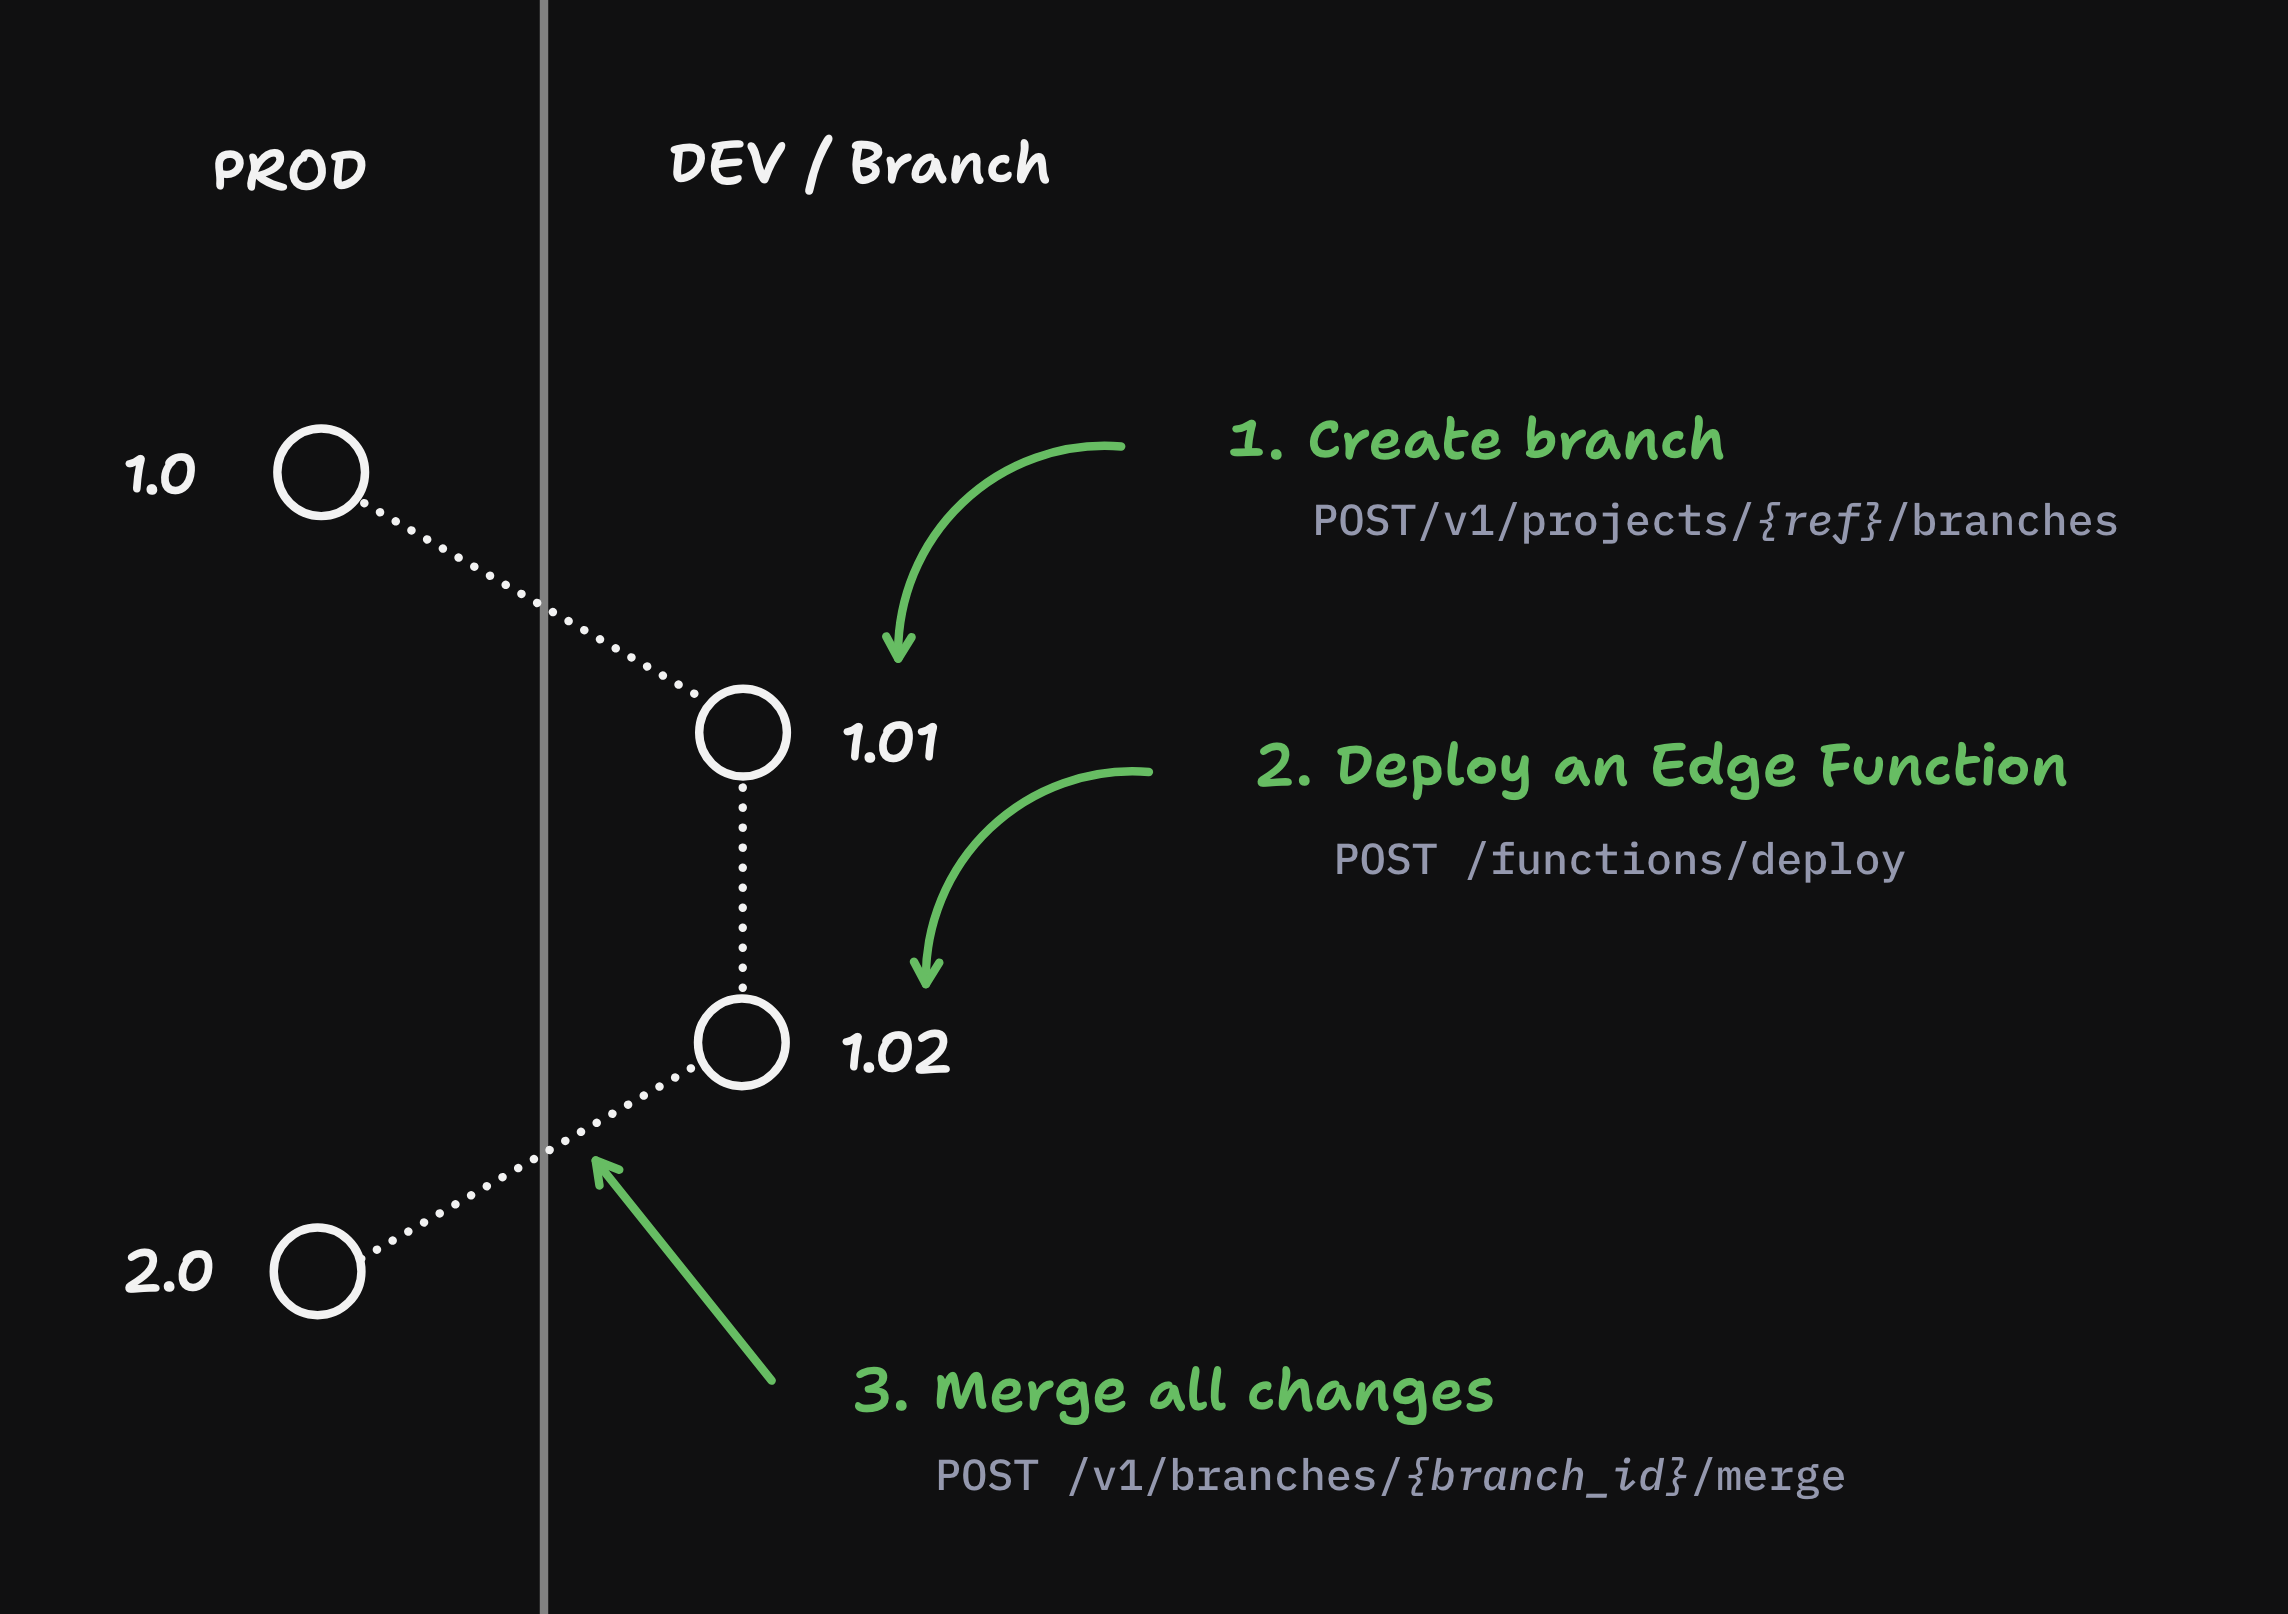 PROD
DEV / Branch
1.0
1. Create branch
POST/v1/projects/{ref}/branches
1.01
2. Deploy an Edge Function
POST /functions/deploy
1.02
2.0
3. Merge all changes
POST /v1/branches/{branch_id}/merge